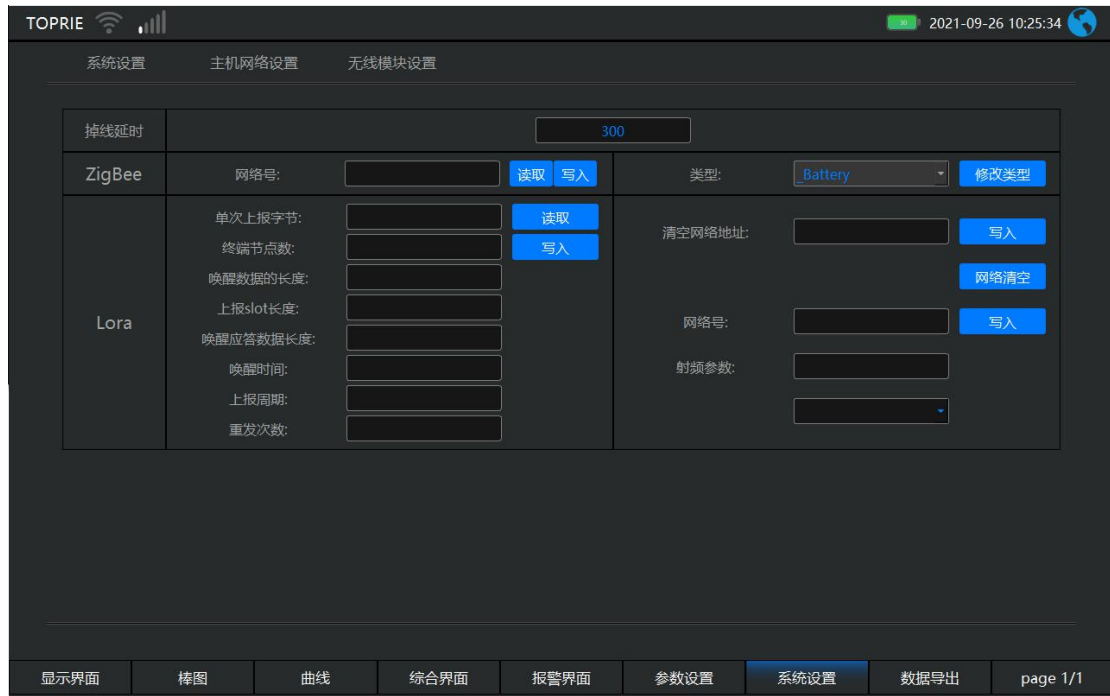 TOPRIE 30 2021-09-26 10:25:34
系统设置 主机网络设置 无线模块设置
掉线延时 300
ZigBee 网络号: 读取 写入 类型: _Battery 修改类型
Lora
单次上报字节: 读取
终端节点数: 写入
唤醒数据的长度:
上报slot长度:
唤醒应答数据长度:
唤醒时间:
上报周期:
重发次数:
清空网络地址: 写入
网络清空
网络号: 写入
射频参数:
显示界面 棒图 曲线 综合界面 报警界面 参数设置 系统设置 数据导出 page 1/1